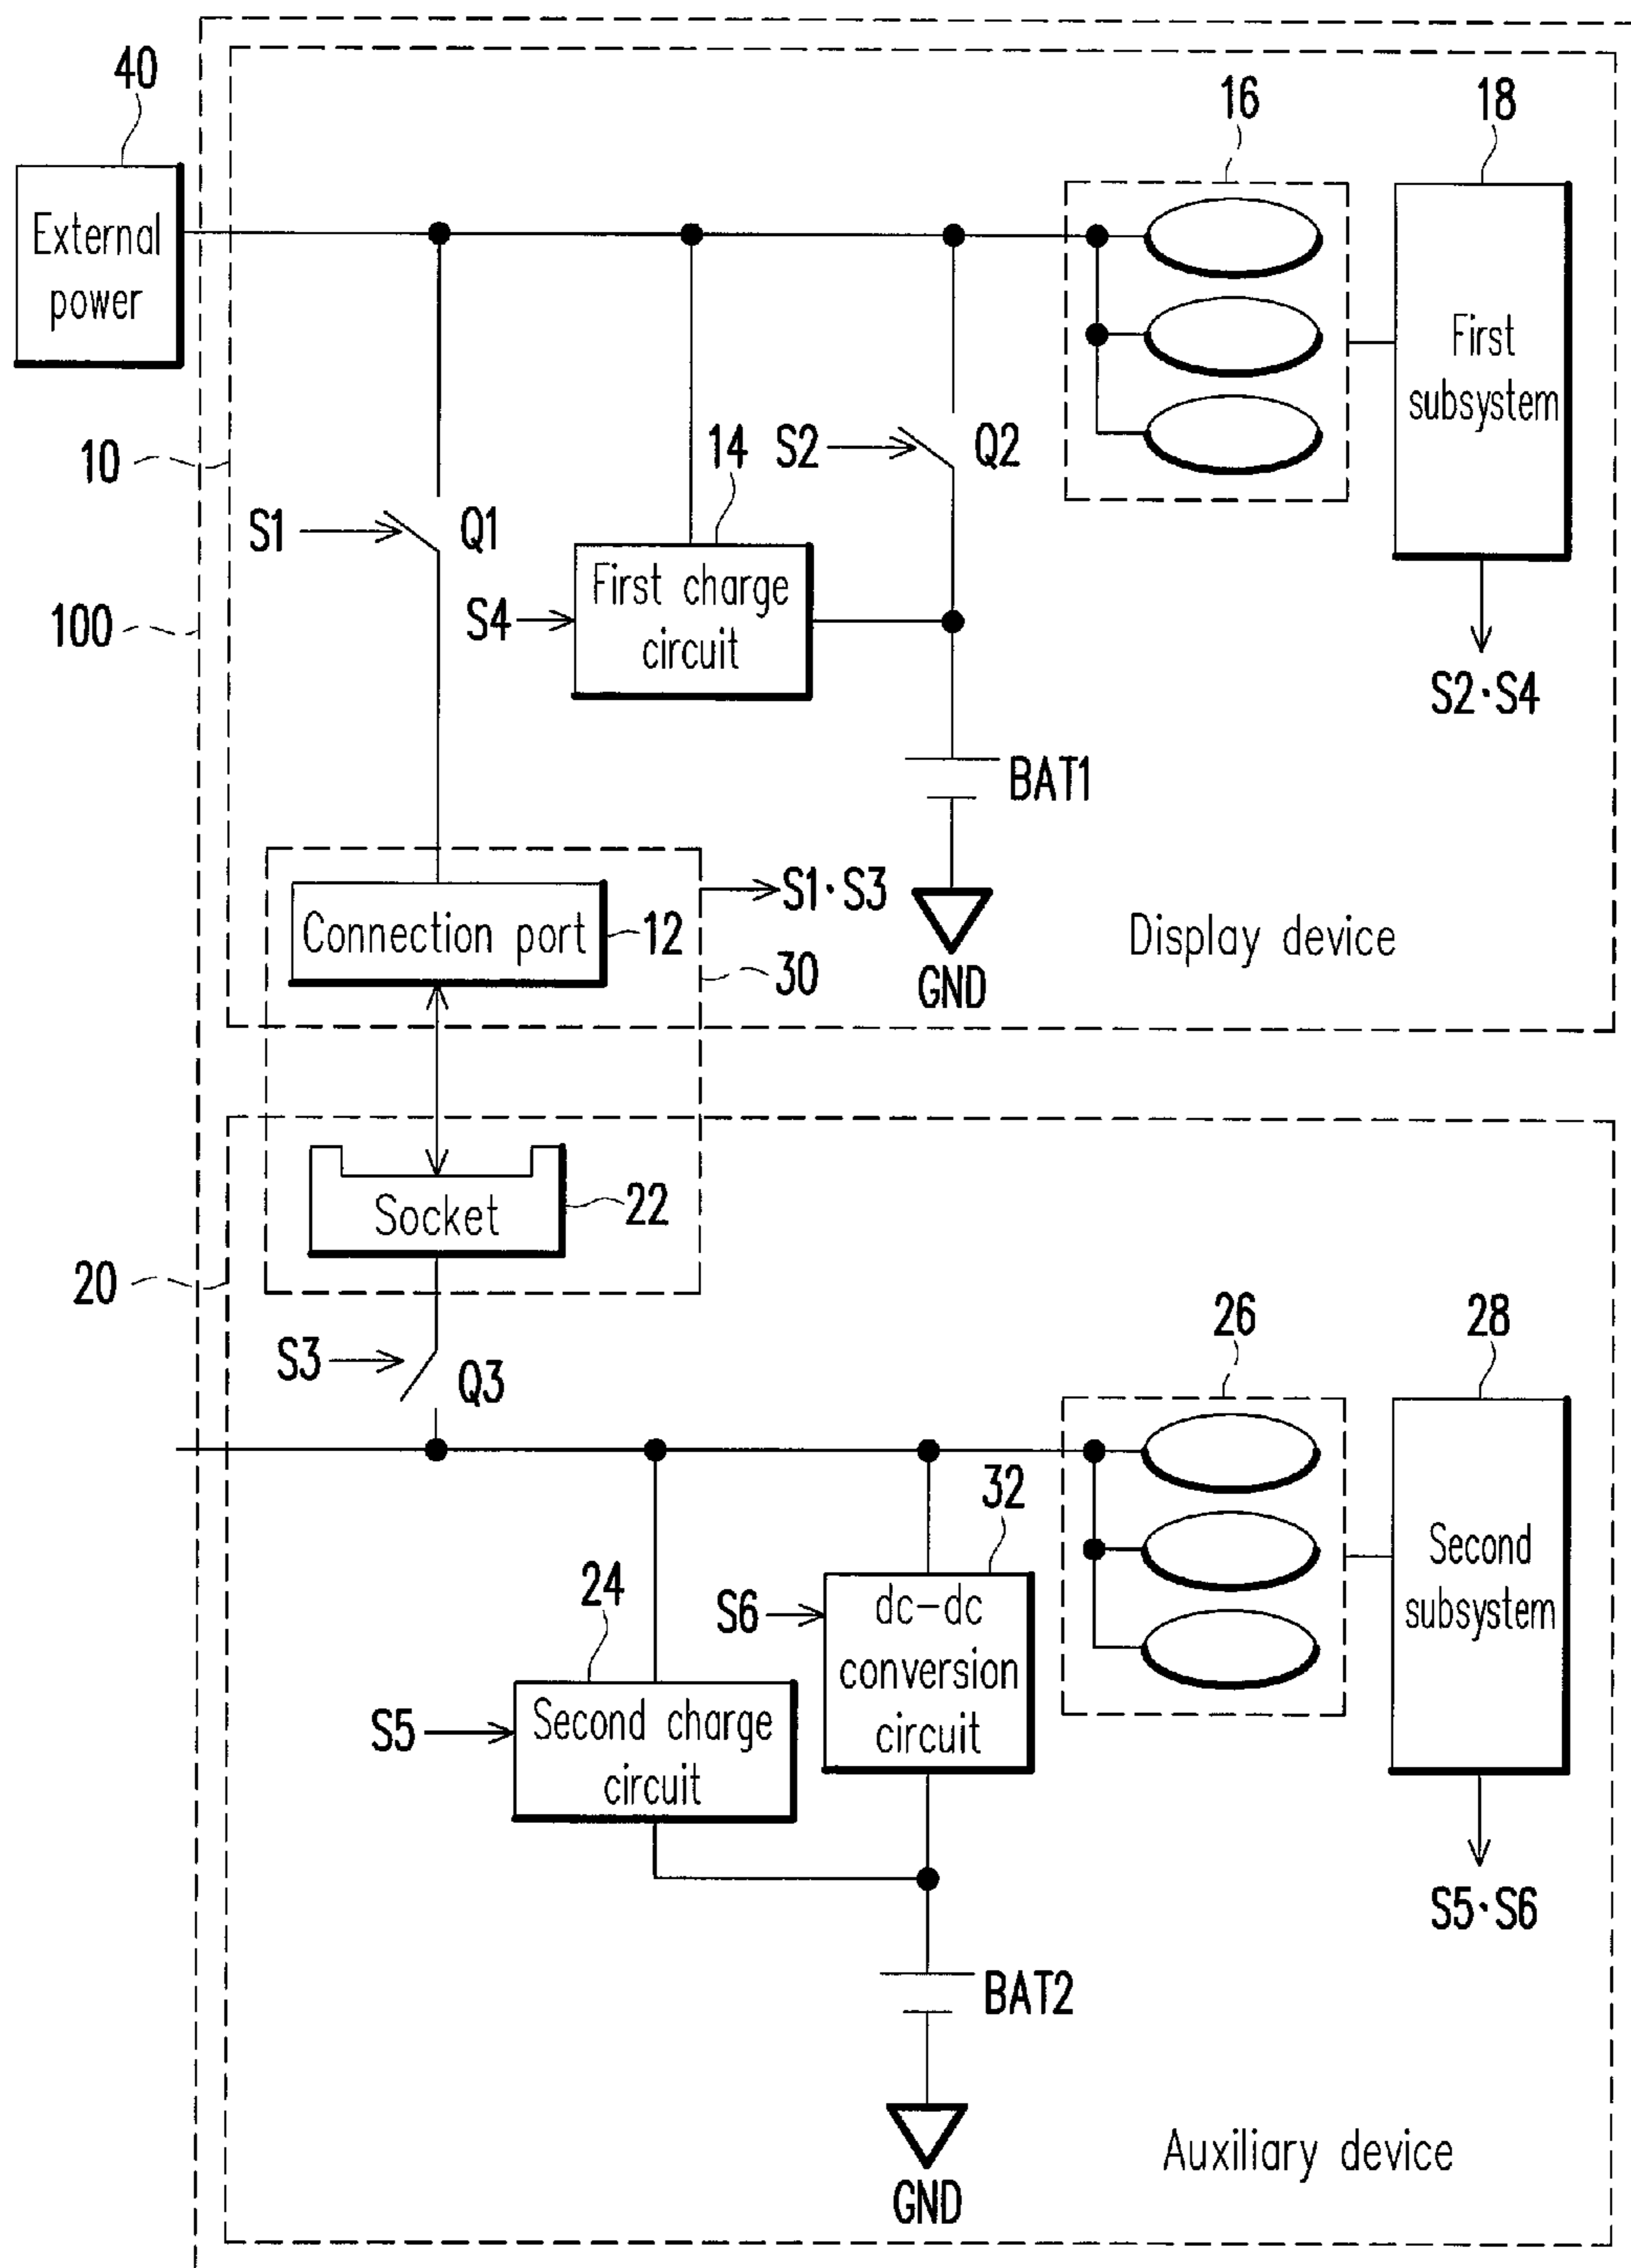 40
External
power
16
18
First
subsystem
10
S1
Q1
14
S2
Q2
S4
First charge
circuit
100
S2·S4
BAT1
S1·S3
Connection port
12
30
GND
Display device
Socket
22
20
S3
Q3
26
28
32
24
S6
dc-dc
conversion
circuit
Second
subsystem
S5
Second charge
circuit
S5·S6
BAT2
GND
Auxiliary device